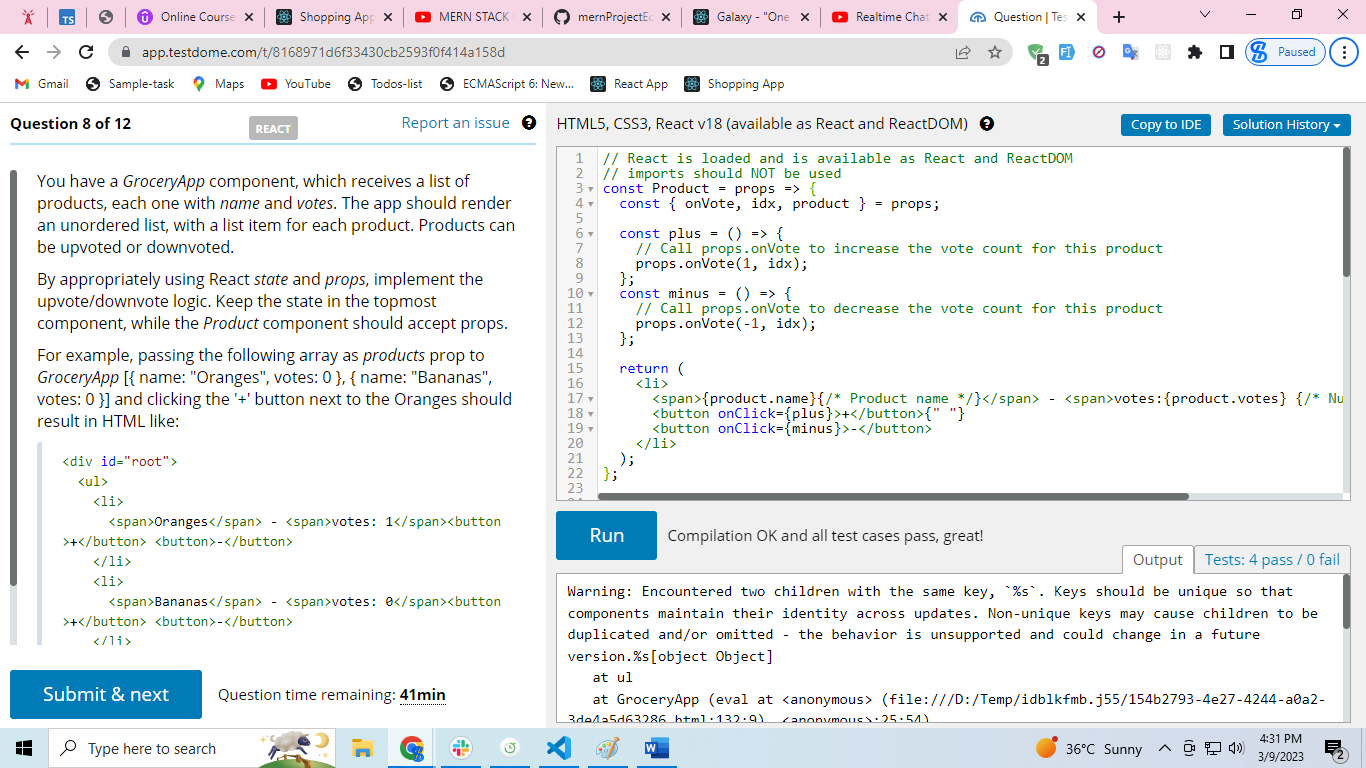 TS
Online Course
Shopping App
MERN STACK
mernProjectEc
Galaxy - "One
Realtime Chat
Question | Tes
app.testdome.com/t/8168971d6f33430cb2593f0f414a158d
2
Paused
Gmail
Sample-task
Maps
YouTube
Todos-list
ECMAScript 6: New...
React App
Shopping App
Question 8 of 12
REACT
Report an issue
You have a GroceryApp component, which receives a list of
products, each one with name and votes. The app should render
an unordered list, with a list item for each product. Products can
be upvoted or downvoted.
By appropriately using React state and props, implement the
upvote/downvote logic. Keep the state in the topmost
component, while the Product component should accept props.
For example, passing the following array as products prop to
GroceryApp [{ name: "Oranges", votes: 0 }, { name: "Bananas",
votes: 0 }] and clicking the '+' button next to the Oranges should
result in HTML like:
<div id="root">
<ul>
<li>
<span>Oranges</span> - <span>votes: 1</span><button
>+</button> <button>-</button>
</li>
<li>
<span>Bananas</span> - <span>votes: 0</span><button
>+</button> <button>-</button>
</li>
Submit & next
Question time remaining: 41min
HTML5, CSS3, React v18 (available as React and ReactDOM)
Copy to IDE
Solution History
1 // React is loaded and is available as React and ReactDOM
2 // imports should NOT be used
3 const Product = props => {
4 const { onVote, idx, product } = props;
5
6 const plus = () => {
7 // Call props.onVote to increase the vote count for this product
8 props.onVote(1, idx);
9 };
10 const minus = () => {
11 // Call props.onVote to decrease the vote count for this product
12 props.onVote(-1, idx);
13 };
14
15 return (
16 <li>
17 <span>{product.name}{/* Product name */}</span> - <span>votes:{product.votes} {/* Nu
18 <button onClick={plus}>+</button>{" "}
19 <button onClick={minus}>-</button>
20 </li>
21 );
22 };
23
Run
Compilation OK and all test cases pass, great!
Output
Tests: 4 pass / 0 fail
Warning: Encountered two children with the same key, `%s`. Keys should be unique so that
components maintain their identity across updates. Non-unique keys may cause children to be
duplicated and/or omitted - the behavior is unsupported and could change in a future
version.%s[object Object]
at ul
at GroceryApp (eval at <anonymous> (file:///D:/Temp/idblkfmb.j55/154b2793-4e27-4244-a0a2-
3de4a5d63286.html:132:9), <anonymous>:25:54)
Type here to search
36°C Sunny
4:31 PM
3/9/2023
2